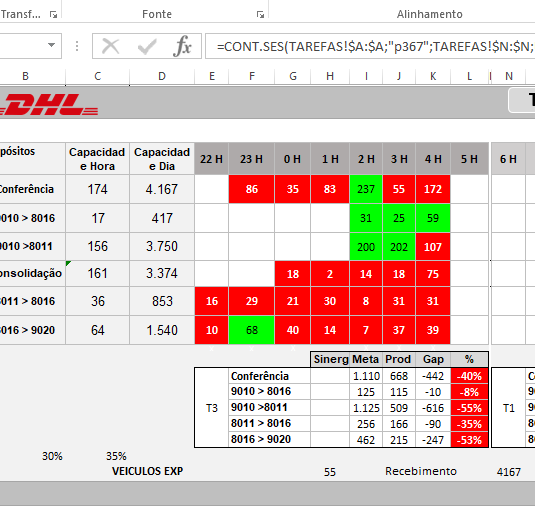 Transf...
Fonte
Alinhamento
fx
=CONT.SES(TAREFAS!$A:$A;"p367";TAREFAS!$N:$N;
B C D E F G H I J K L N
DHL
pósitos Capacidad e Hora Capacidad e Dia 22 H 23 H 0 H 1 H 2 H 3 H 4 H 5 H 6 H
Conferência 174 4.167 86 35 83 237 55 172
9010 > 8016 17 417 31 25 59
9010 >8011 156 3.750 200 202 107
onsolidação 161 3.374 18 2 14 18 75
8011 > 8016 36 853 16 29 21 30 8 31 31
8016 > 9020 64 1.540 10 68 40 14 7 37 39
Sinerg Meta Prod Gap %
T3
Conferência 1.110 668 -442 -40%
9010 > 8016 125 115 -10 -8%
9010 >8011 1.125 509 -616 -55%
8011 > 8016 256 166 -90 -35%
8016 > 9020 462 215 -247 -53%
T1
30% 35%
VEICULOS EXP 55 Recebimento 4167